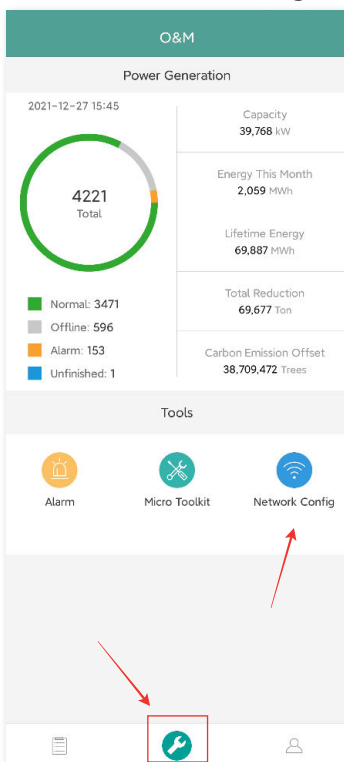 O&M
Power Generation
2021-12-27 15:45
4221
Total
Normal: 3471
Offline: 596
Alarm: 153
Unfinished: 1
Capacity
39,768 kW
Energy This Month
2,059 MWh
Lifetime Energy
69,887 MWh
Total Reduction
69,677 Ton
Carbon Emission Offset
38,709,472 Trees
Tools
Alarm
Micro Toolkit
Network Config